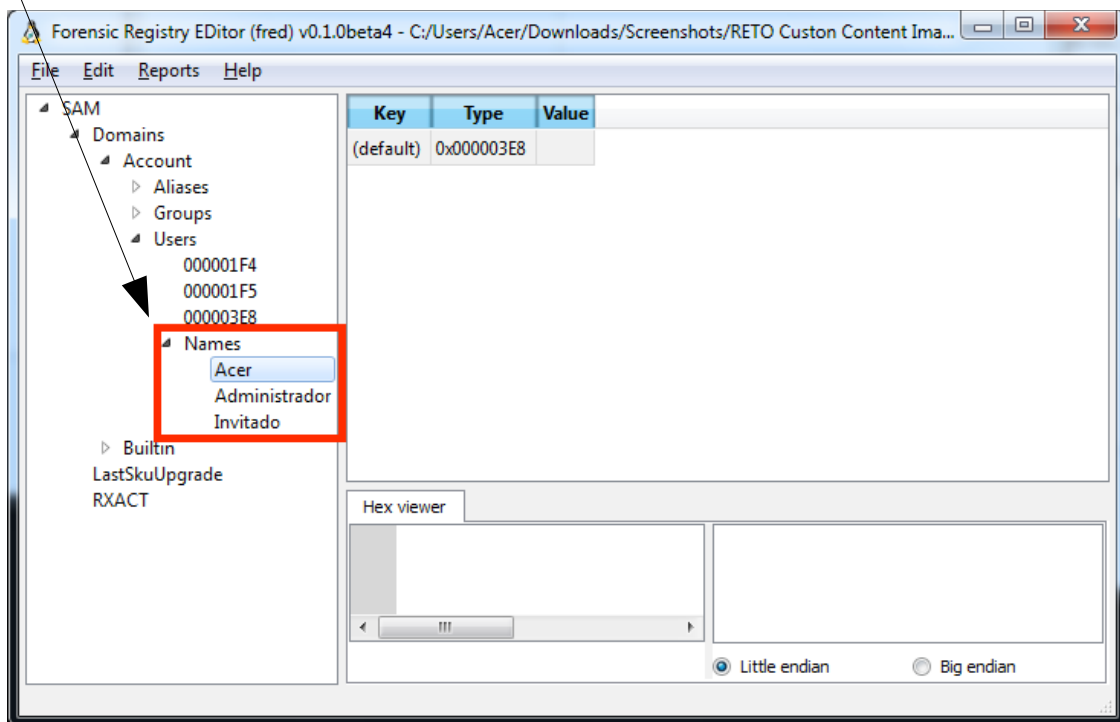 Forensic Registry EDitor (fred) v0.1.0beta4 - C:/Users/Acer/Downloads/Screenshots/RETO Custon Content Ima...
File Edit Reports Help
SAM
Domains
Account
Aliases
Groups
Users
000001F4
000001F5
000003E8
Names
Acer
Administrador
Invitado
Builtin
LastSkuUpgrade
RXACT
Key Type Value
(default) 0x000003E8
Hex viewer
Little endian Big endian